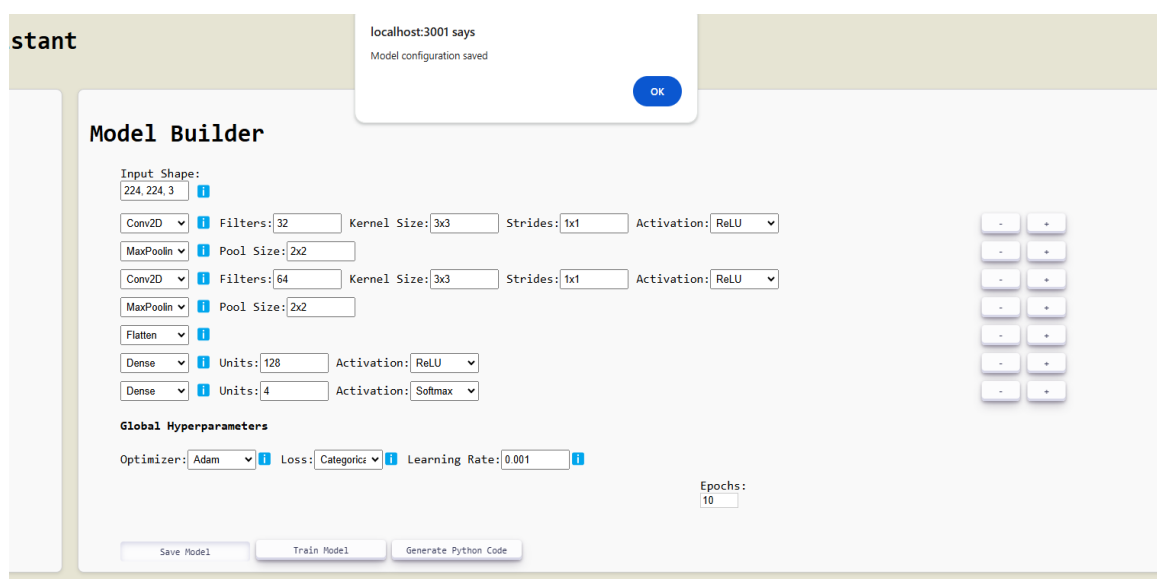 stant
localhost:3001 says
Model configuration saved
OK
Model Builder
Input Shape:
224, 224, 3 i
Conv2D i Filters: 32 Kernel Size: 3x3 Strides: 1x1 Activation: ReLU - +
MaxPoolin i Pool Size: 2x2 - +
Conv2D i Filters: 64 Kernel Size: 3x3 Strides: 1x1 Activation: ReLU - +
MaxPoolin i Pool Size: 2x2 - +
Flatten i - +
Dense i Units: 128 Activation: ReLU - +
Dense i Units: 4 Activation: Softmax - +
Global Hyperparameters
Optimizer: Adam i Loss: Categorica i Learning Rate: 0.001 i
Epochs:
10
Save Model Train Model Generate Python Code